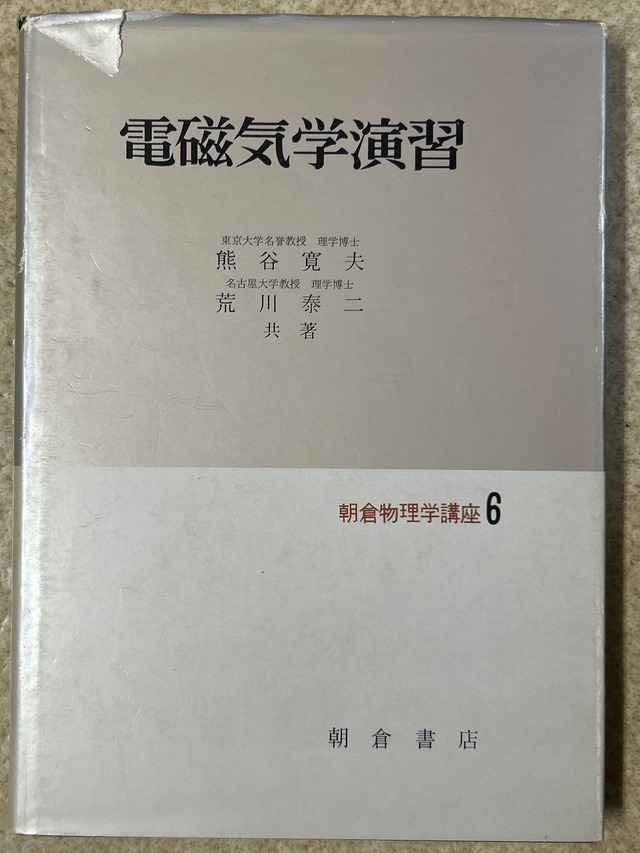 電磁気学演習
東京大学名誉教授　理学博士
熊谷寛夫
名古屋大学教授　理学博士
荒川泰二
共著
朝倉物理学講座6
朝倉書店